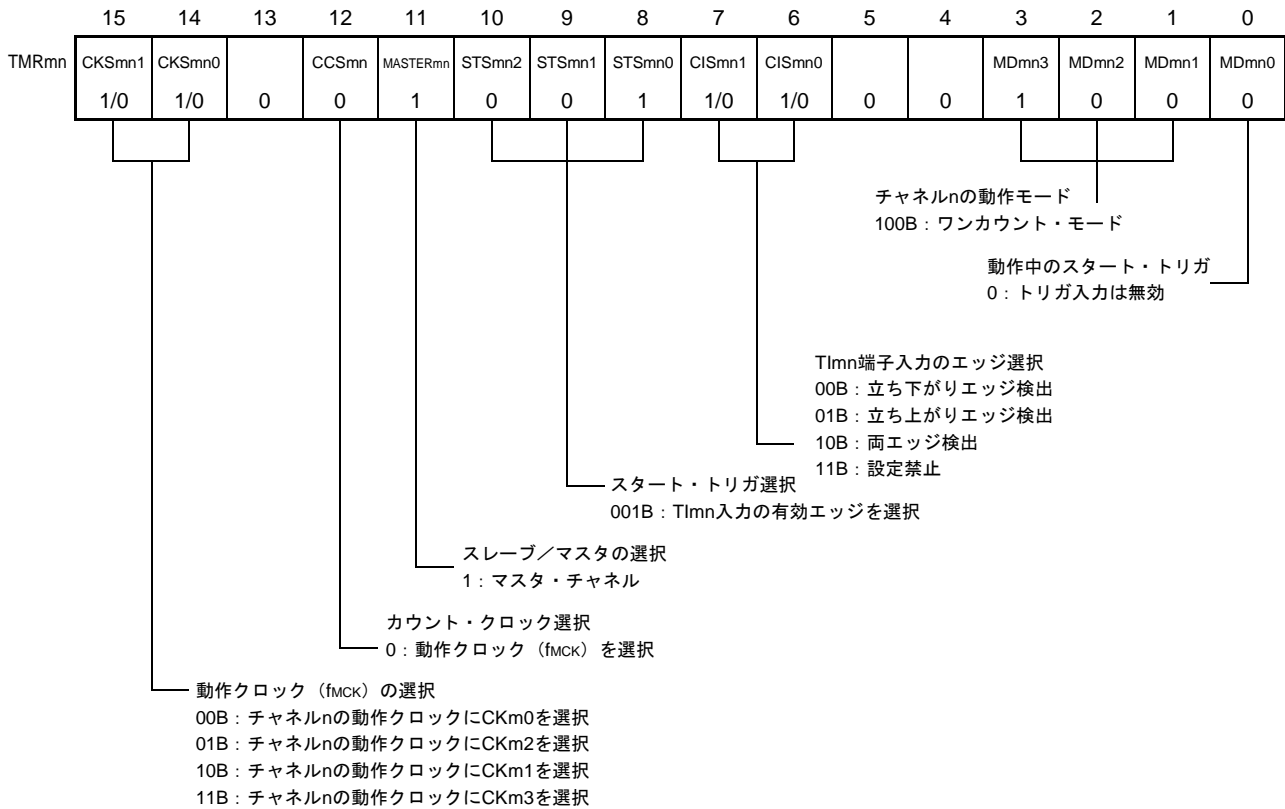 15 14 13 12 11 10 9 8 7 6 5 4 3 2 1 0
TMRmn CKSmn1 CKSmn0 CCSmn MASTERmn STSmn2 STSmn1 STSmn0 CISmn1 CISmn0 MDmn3 MDmn2 MDmn1 MDmn0
1/0 1/0 0 0 1 0 0 1 1/0 1/0 0 0 1 0 0 0
チャネルnの動作モード
100B：ワンカウント・モード
動作中のスタート・トリガ
0：トリガ入力は無効
TImn端子入力のエッジ選択
00B：立ち下がりエッジ検出
01B：立ち上がりエッジ検出
10B：両エッジ検出
11B：設定禁止
スタート・トリガ選択
001B：TImn入力の有効エッジを選択
スレーブ／マスタの選択
1：マスタ・チャネル
カウント・クロック選択
0：動作クロック（fMCK）を選択
動作クロック（fMCK）の選択
00B：チャネルnの動作クロックにCKm0を選択
01B：チャネルnの動作クロックにCKm2を選択
10B：チャネルnの動作クロックにCKm1を選択
11B：チャネルnの動作クロックにCKm3を選択